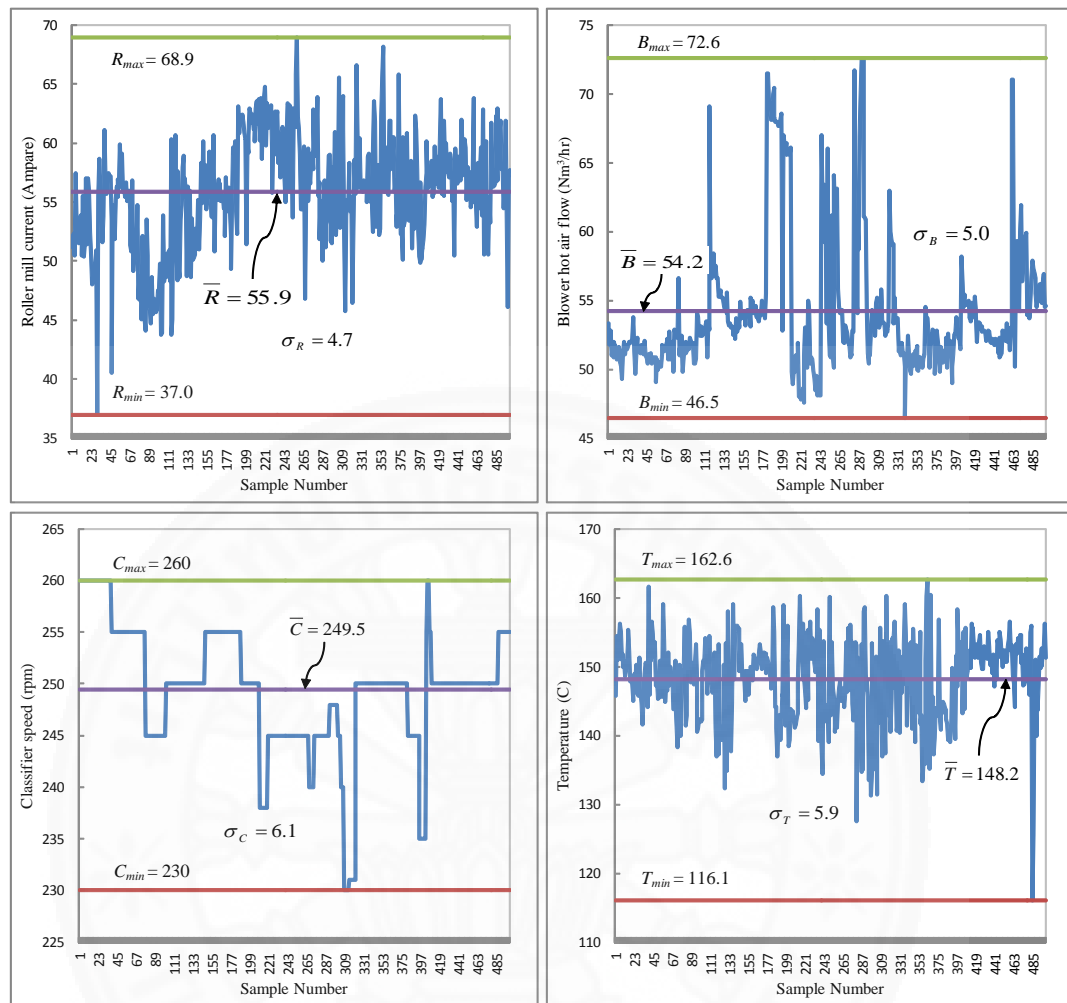 70
65
60
55
50
45
40
35
Roller mill current (Ampare)
R_max = 68.9
R̅ = 55.9
σ_R = 4.7
R_min = 37.0
1 23 45 67 89 111 133 155 177 199 221 243 265 287 309 331 353 375 397 419 441 463 485
Sample Number
75
70
65
60
55
50
45
Blower hot air flow (Nm³/hr)
B_max = 72.6
σ_B = 5.0
B̅ = 54.2
B_min = 46.5
1 23 45 67 89 111 133 155 177 199 221 243 265 287 309 331 353 375 397 419 441 463 485
Sample Number
265
260
255
250
245
240
235
230
225
Classifier speed (rpm)
C_max = 260
C̅ = 249.5
σ_C = 6.1
C_min = 230
1 23 45 67 89 111 133 155 177 199 221 243 265 287 309 331 353 375 397 419 441 463 485
Sample Number
170
160
150
140
130
120
110
Temperature (C)
T_max = 162.6
T̅ = 148.2
σ_T = 5.9
T_min = 116.1
1 23 45 67 89 111 133 155 177 199 221 243 265 287 309 331 353 375 397 419 441 463 485
Sample Number